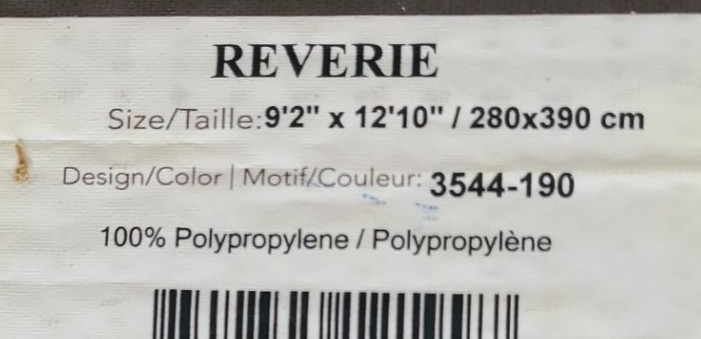 REVERIE
Size/Taille:9'2" x 12'10" / 280x390 cm
Design/Color | Motif/Couleur: 3544-190
100% Polypropylene / Polypropylène